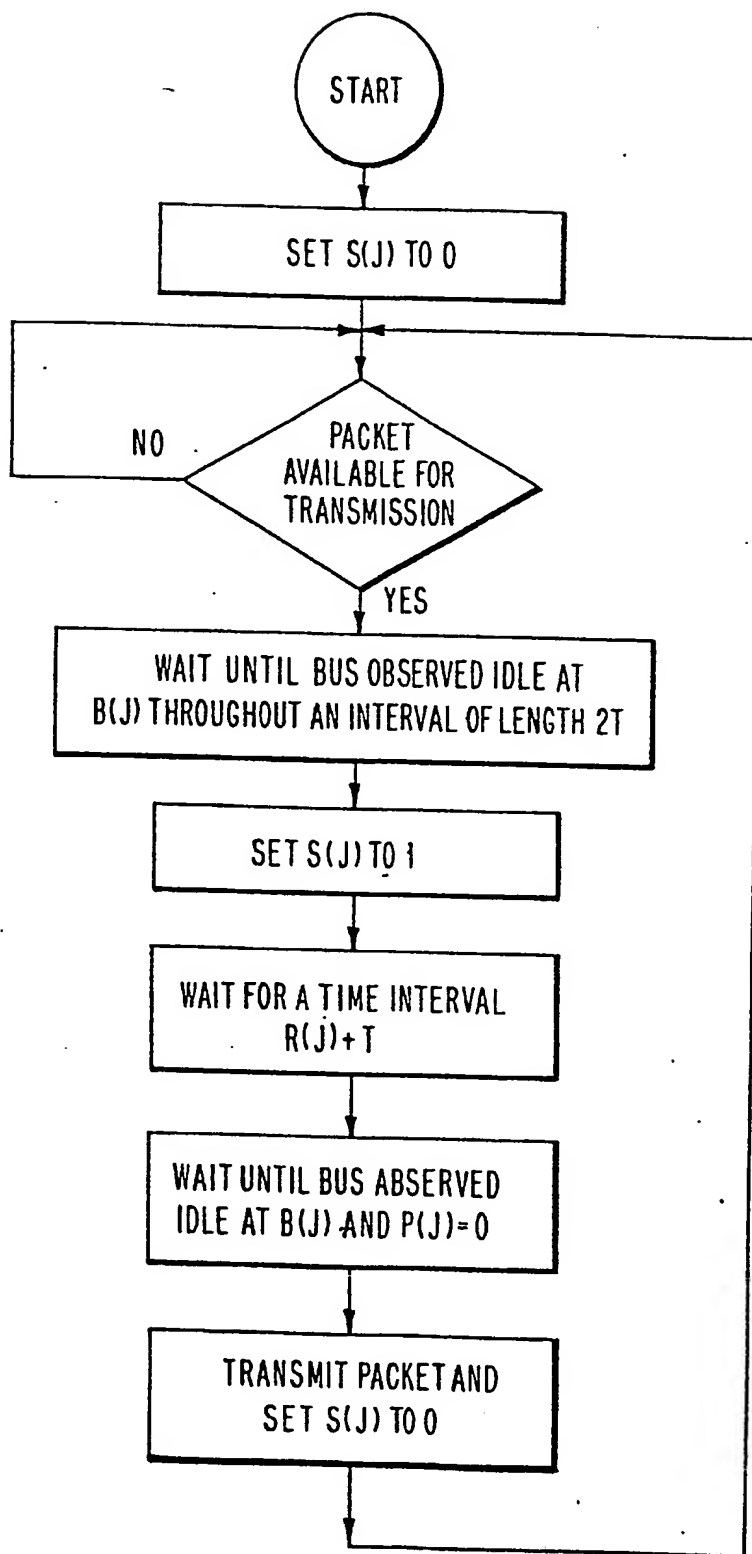 START
SET S(J) TO 0
NO
PACKET
AVAILABLE FOR
TRANSMISSION
YES
WAIT UNTIL BUS OBSERVED IDLE AT
B(J) THROUGHOUT AN INTERVAL OF LENGTH 2T
SET S(J) TO 1
WAIT FOR A TIME INTERVAL
R(J)+T
WAIT UNTIL BUS ABSERVED
IDLE AT B(J) AND P(J)=0
TRANSMIT PACKET AND
SET S(J) TO 0